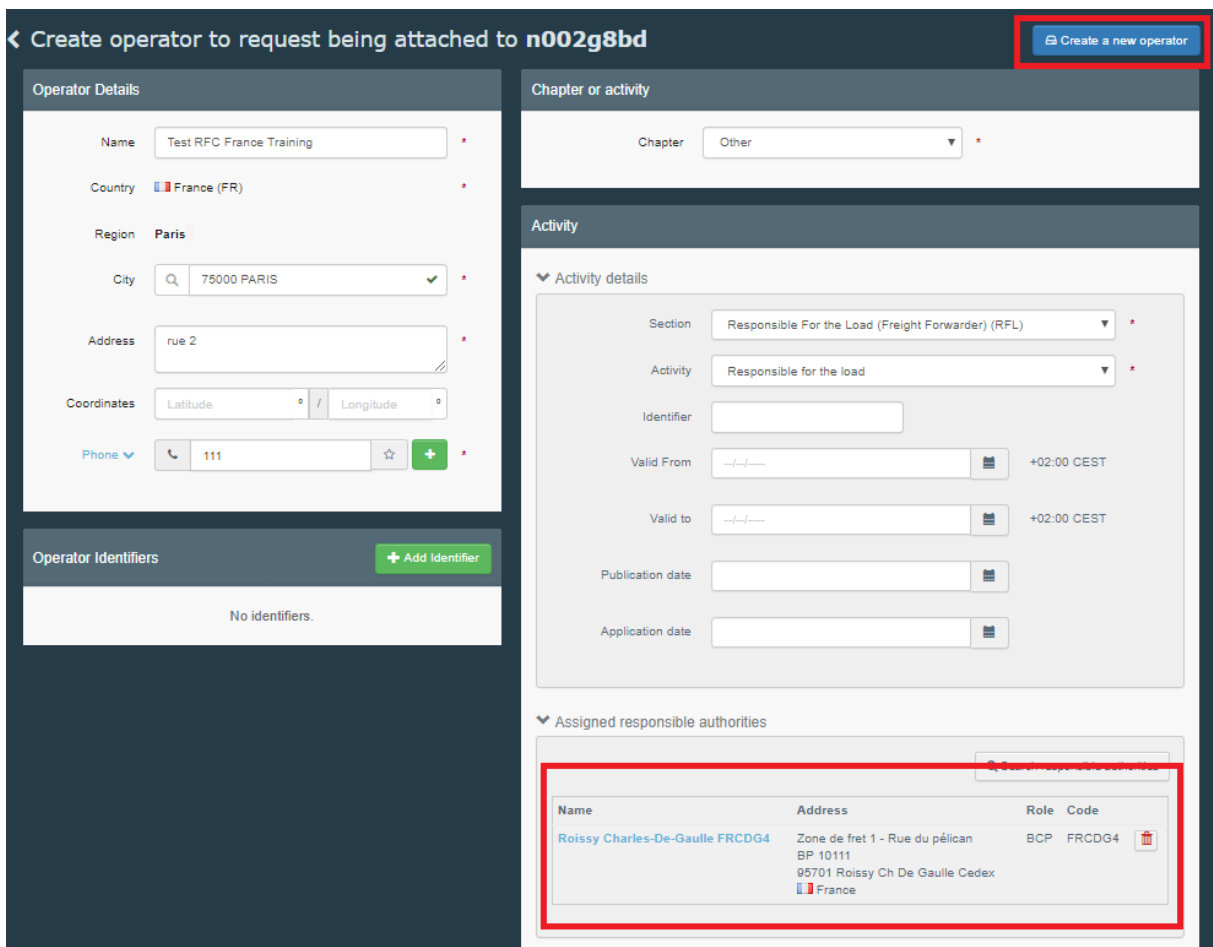 Create operator to request being attached to n002g8bd
Create a new operator
Operator Details
Name Test RFC France Training *
Country France (FR) *
Region Paris
City 75000 PARIS *
Address rue 2 *
Coordinates Latitude ° / Longitude °
Phone 111 *
Operator Identifiers
Add Identifier
No identifiers.
Chapter or activity
Chapter Other *
Activity
Activity details
Section Responsible For the Load (Freight Forwarder) (RFL) *
Activity Responsible for the load *
Identifier
Valid From --/--/---- +02:00 CEST
Valid to --/--/---- +02:00 CEST
Publication date
Application date
Assigned responsible authorities
Name Address Role Code
Roissy Charles-De-Gaulle FRCDG4 Zone de fret 1 - Rue du pélican BCP FRCDG4
BP 10111
95701 Roissy Ch De Gaulle Cedex
France